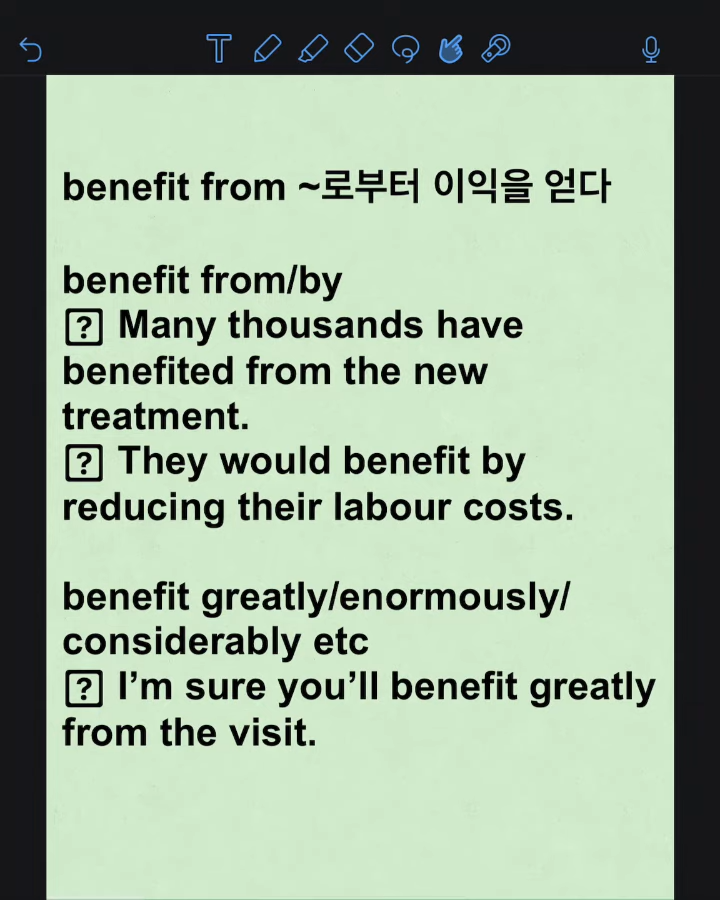 benefit from ~로부터 이익을 얻다
benefit from/by
Many thousands have
benefited from the new
treatment.
They would benefit by
reducing their labour costs.
benefit greatly/enormously/
considerably etc
I’m sure you’ll benefit greatly
from the visit.